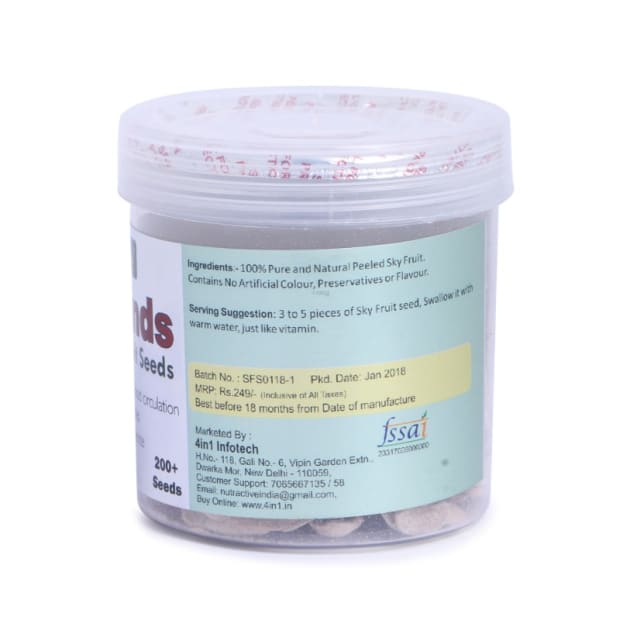 nds
Seeds
circulation
200+
Seeds
Ingredients:- 100% Pure and Natural Peeled Sky Fruit.
Contains No Artificial Colour, Preservatives or Flavour.
Serving Suggestion: 3 to 5 pieces of Sky Fruit seed, Swallow it with
warm water, just like vitamin.
Batch No. : SFS0118-1 Pkd. Date: Jan 2018
MRP: Rs.249/- (Inclusive of All Taxes)
Best before 18 months from Date of manufacture
Marketed By :
4in1 Infotech
H.No.- 118, Gali No.- 6, Vipin Garden Extn.,
Dwarka Mor, New Delhi - 110059,
Customer Support: 7065667135 / 58
Email: nutractiveindia@gmail.com,
Buy Online: www.4in1.in
fssai